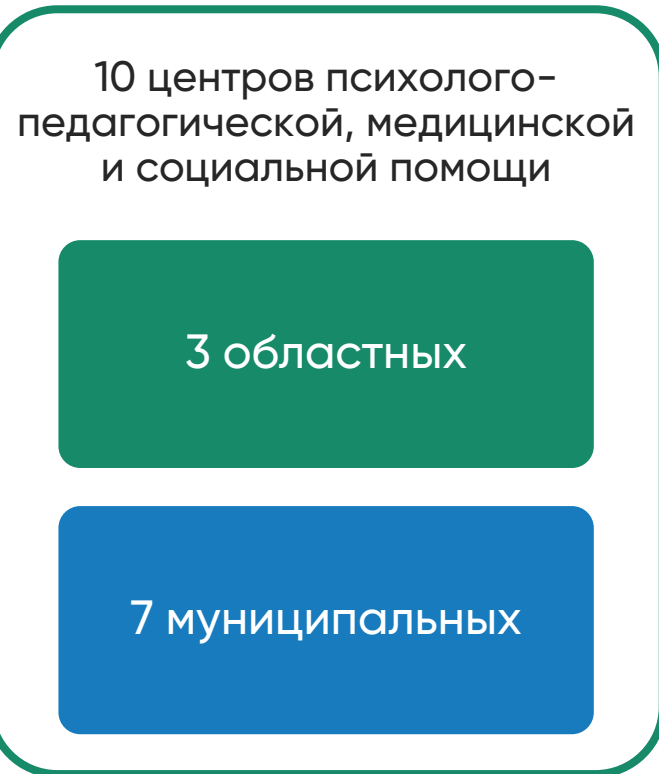 10 центров психолого-
педагогической, медицинской
и социальной помощи
3 областных
7 муниципальных